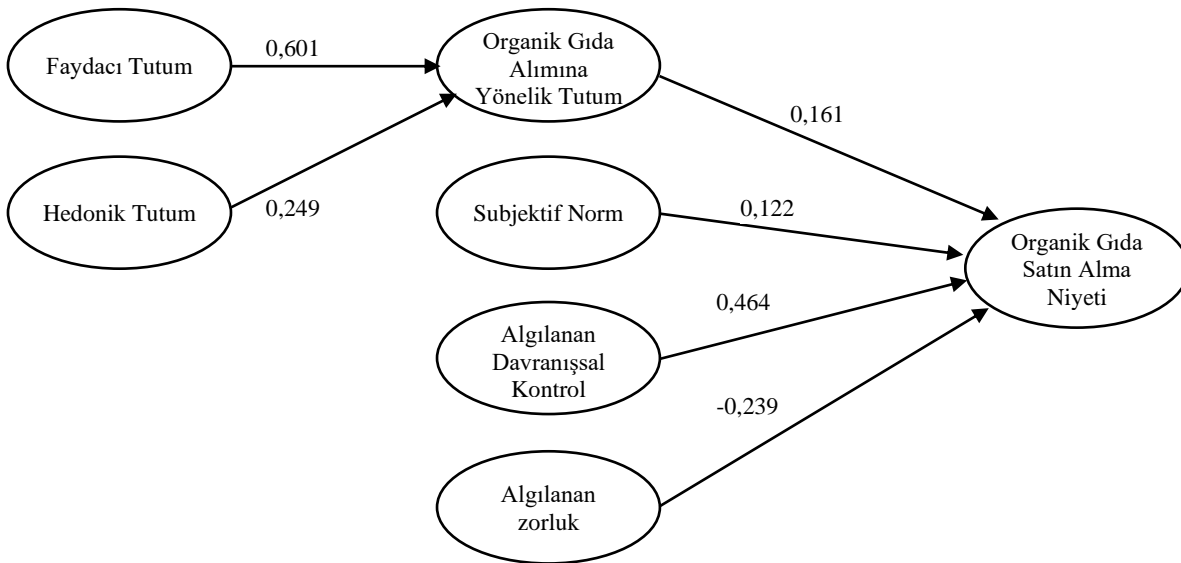 Faydacı Tutum
0,601
Organik Gıda
Alımına
Yönelik Tutum
0,161
Hedonik Tutum
0,249
Subjektif Norm
0,122
Organik Gıda
Satın Alma
Niyeti
Algılanan
Davranışsal
Kontrol
0,464
Algılanan
zorluk
-0,239